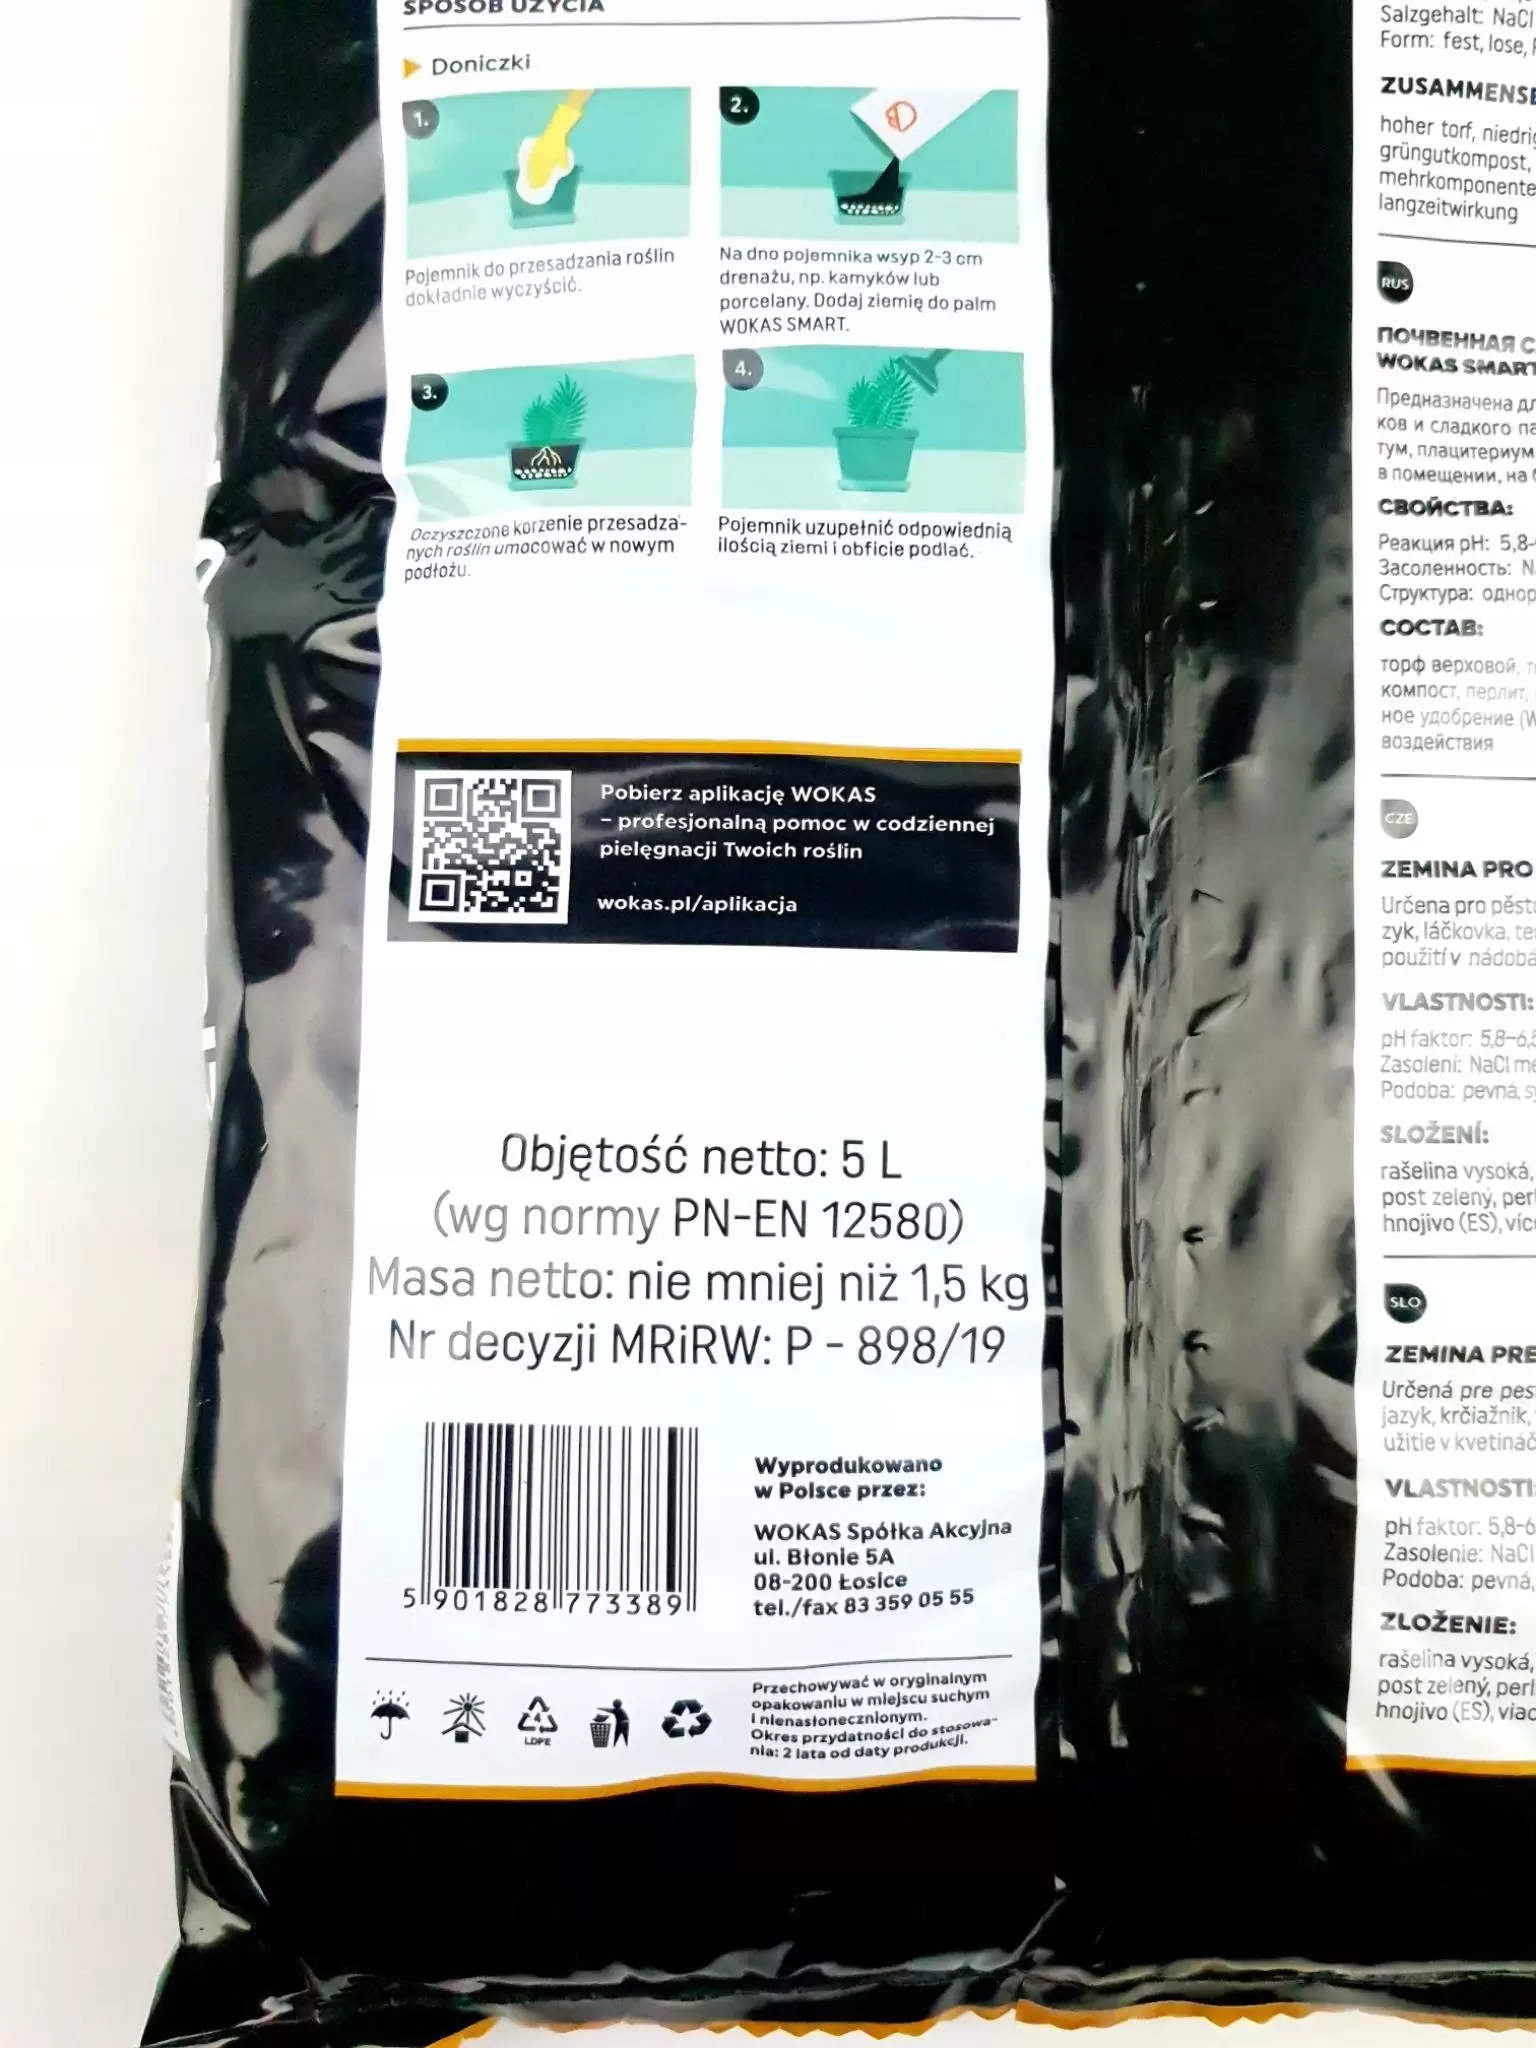 SPOSÓB UŻYCIA
Doniczki
1.
Pojemnik do przesadzania roślin
dokładnie wyczyścić.
2.
Na dno pojemnika wsyp 2-3 cm
drenażu, np. kamyków lub
porcelany. Dodaj ziemię do palm
WOKAS SMART.
3.
Oczyszczone korzenie przesadza-
nych roślin umocować w nowym
podłożu.
4.
Pojemnik uzupełnić odpowiednią
ilością ziemi i obficie podlać.
Pobierz aplikację WOKAS
– profesjonalną pomoc w codziennej
pielęgnacji Twoich roślin
wokas.pl/aplikacja
Objętość netto: 5 L
(wg normy PN-EN 12580)
Masa netto: nie mniej niż 1,5 kg
Nr decyzji MRiRW: P - 898/19
5 901828 773389
Wyprodukowano
w Polsce przez:
WOKAS Spółka Akcyjna
ul. Błonie 5A
08-200 Łosice
tel./fax 83 359 05 55
4
LDPE
Przechowywać w oryginalnym
opakowaniu w miejscu suchym
i nienasłonecznionym.
Okres przydatności do stosowa-
nia: 2 lata od daty produkcji.
Salzgehalt: NaCl
Form: fest, lose,
ZUSAMMENSE
hoher torf, niedrig
grüngutkompost,
mehrkomponente
langzeitwirkung
RUS
ПОЧВЕННАЯ С
WOKAS SMART
Предназначена дл
ков и сладкого па
тум, плацитериум
в помещении, на
СВОЙСТВА:
Реакция pH: 5,8-
Засоленность: N
Структура: однор
СОСТАВ:
торф верховой,
компост, перлит,
ное удобрение (W
воздействия
CZE
ZEMINA PRO
Určena pro pěsto
zyk, láčkovka, te
použití v nádobá
VLASTNOSTI:
pH faktor: 5,8–6,5
Zasolení: NaCl me
Podoba: pevná, sy
SLOŽENÍ:
rašelina vysoká,
post zelený, perl
hnojivo (ES), víc
SLO
ZEMINA PRE
Určená pre pes
jazyk, krčiažnik,
užitie v kvetináč
VLASTNOSTI:
pH faktor: 5,8-6
Zasolenie: NaCl
Podoba: pevná,
ZLOŽENIE:
rašelina vysoká,
post zelený, perl
hnojivo (ES), viac